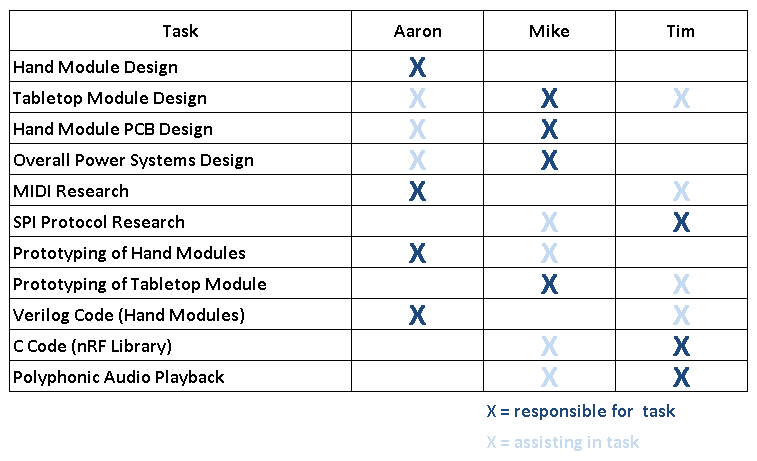 Task Aaron Mike Tim
Hand Module Design X
Tabletop Module Design X X X
Hand Module PCB Design X X
Overall Power Systems Design X X
MIDI Research X X
SPI Protocol Research X X
Prototyping of Hand Modules X X
Prototyping of Tabletop Module X X
Verilog Code (Hand Modules) X X
C Code (nRF Library) X X
Polyphonic Audio Playback X X
X = responsible for task
X = assisting in task